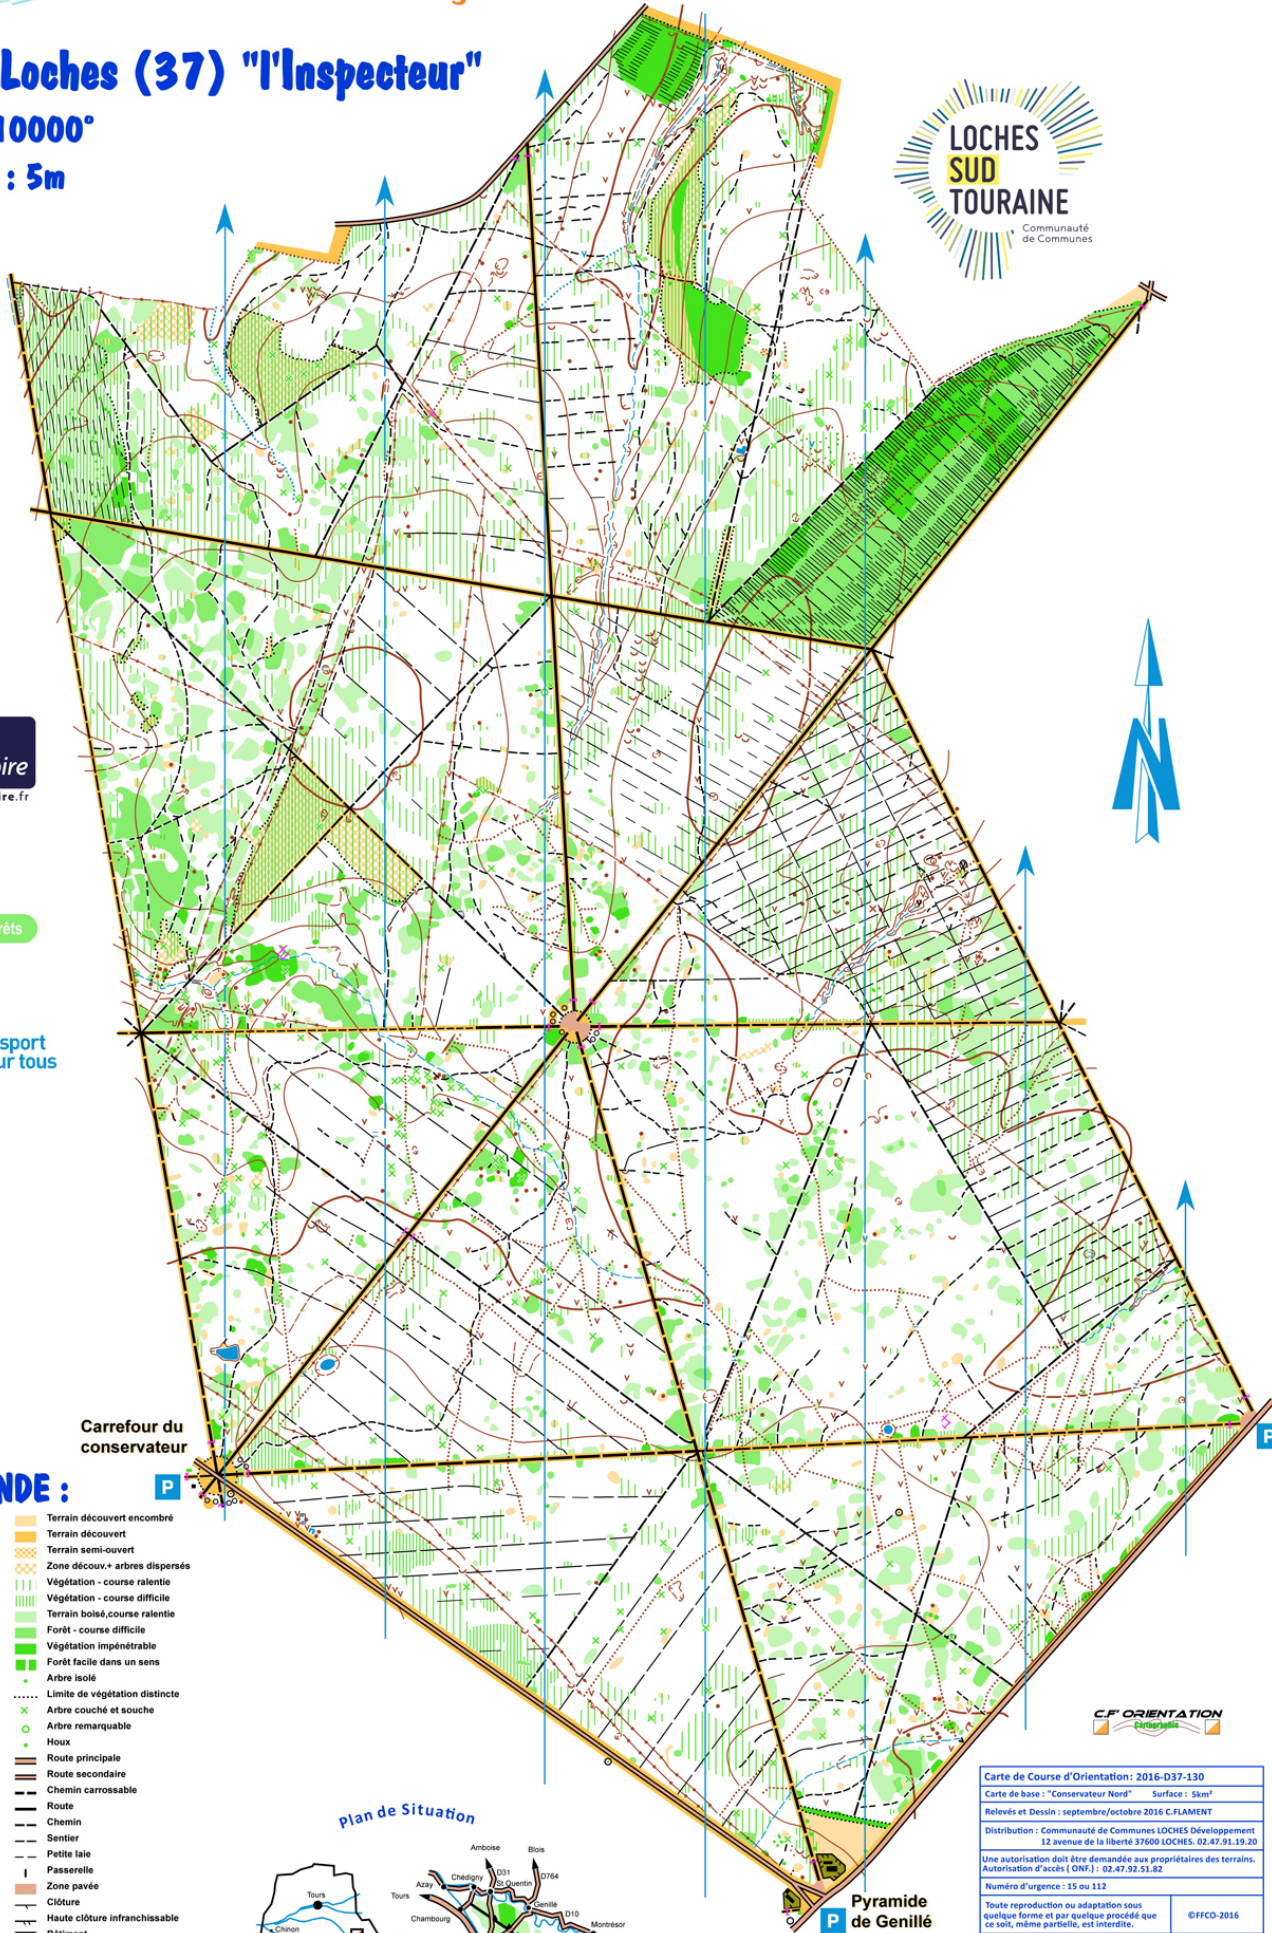 Loches (37) "l'Inspecteur"
10000°
: 5m
LOCHES
SUD
TOURAINE
Communauté
de Communes
N
oire
ire.fr
rêts
sport
ur tous
Carrefour du
conservateur
P
P
NDE :
Terrain découvert encombré
Terrain découvert
Terrain semi-ouvert
Zone découv.+ arbres dispersés
Végétation - course ralentie
Végétation - course difficile
Terrain boisé,course ralentie
Forêt - course difficile
Végétation impénétrable
Forêt facile dans un sens
Arbre isolé
Limite de végétation distincte
Arbre couché et souche
Arbre remarquable
Houx
Route principale
Route secondaire
Chemin carrossable
Route
Chemin
Sentier
Petite laie
Passerelle
Zone pavée
Clôture
Haute clôture infranchissable
Bâtiment
Plan de Situation
Tours
Chinon
Amboise
Blois
D31
D764
Azay
Chédigny
St Quentin
Tours
Genillé
Chambourg
D10
Montrésor
P
Pyramide
de Genillé
C.F' ORIENTATION
Cartographie
Carte de Course d'Orientation: 2016-D37-130
Carte de base : "Conservateur Nord" Surface : 5km²
Relevés et Dessin : septembre/octobre 2016 C.FLAMENT
Distribution : Communauté de Communes LOCHES Développement
12 avenue de la liberté 37600 LOCHES. 02.47.91.19.20
Une autorisation doit être demandée aux propriétaires des terrains.
Autorisation d'accès ( ONF.) : 02.47.92.51.82
Numéro d'urgence : 15 ou 112
Toute reproduction ou adaptation sous
quelque forme et par quelque procédé que
ce soit, même partielle, est interdite.
©FFCO-2016